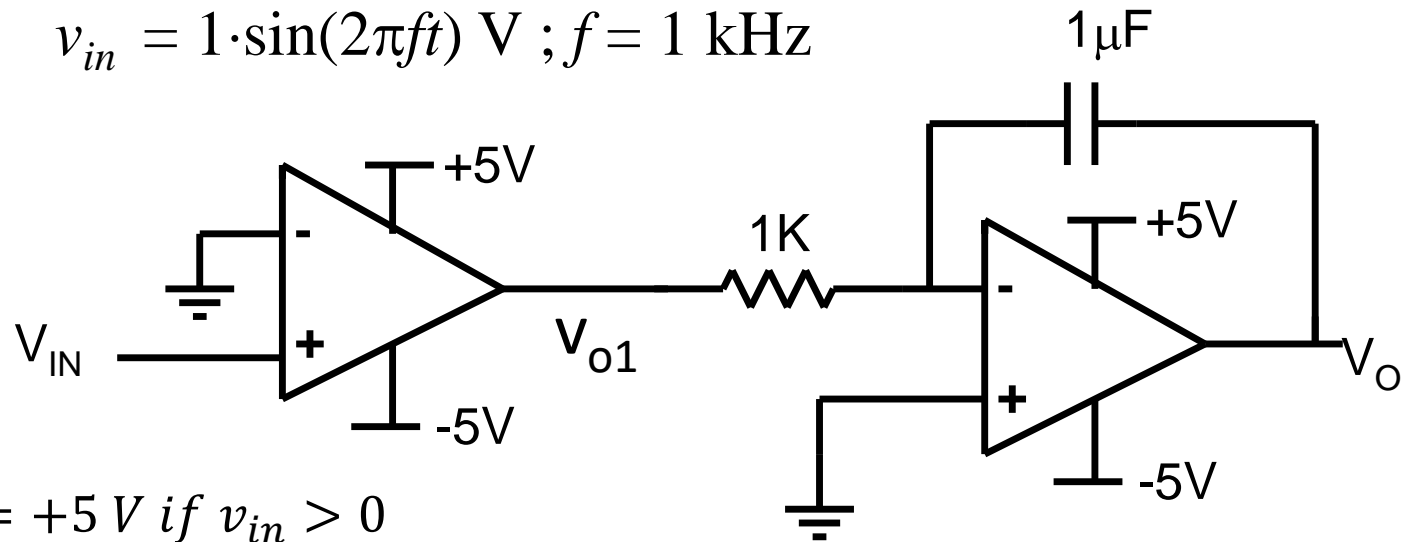 v_in = 1·sin(2πft) V ; f = 1 kHz
1μF
+5V
-
+
V_IN
-5V
v_o1
1K
+5V
-
+
V_O
-5V
= +5 V if v_in > 0